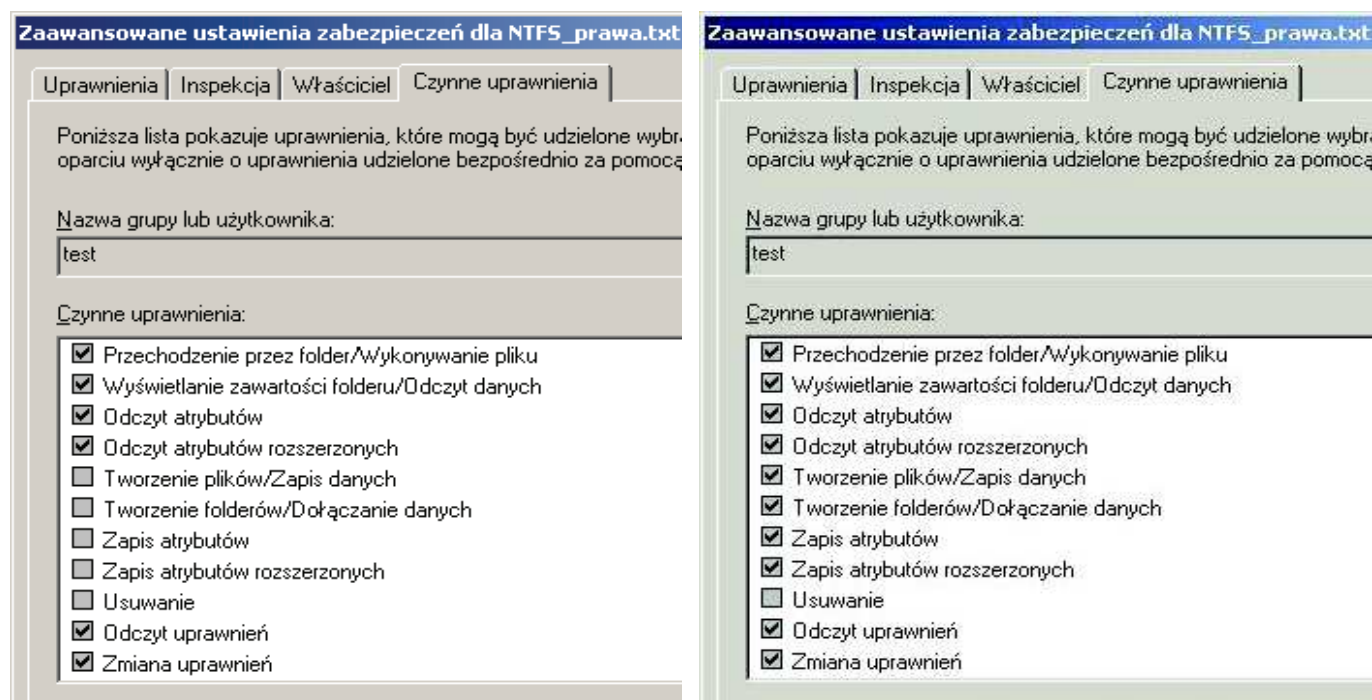 Zaawansowane ustawienia zabezpieczeń dla NTFS_prawa.txt
Uprawnienia Inspekcja Właściciel Czynne uprawnienia
Poniższa lista pokazuje uprawnienia, które mogą być udzielone
oparciu wyłącznie o uprawnienia udzielone bezpośrednio za pomocą
Nazwa grupy lub użytkownika:
test
Czynne uprawnienia:
Przechodzenie przez folder/Wykonywanie pliku
Wyświetlanie zawartości folderu/Odczyt danych
Odczyt atrybutów
Odczyt atrybutów rozszerzonych
Tworzenie plików/Zapis danych
Tworzenie folderów/Dołączanie danych
Zapis atrybutów
Zapis atrybutów rozszerzonych
Usuwanie
Odczyt uprawnień
Zmiana uprawnień
Zaawansowane ustawienia zabezpieczeń dla NTFS_prawa.txt
Uprawnienia Inspekcja Właściciel Czynne uprawnienia
Poniższa lista pokazuje uprawnienia, które mogą być udzielone
oparciu wyłącznie o uprawnienia udzielone bezpośrednio za pomocą
Nazwa grupy lub użytkownika:
test
Czynne uprawnienia:
Przechodzenie przez folder/Wykonywanie pliku
Wyświetlanie zawartości folderu/Odczyt danych
Odczyt atrybutów
Odczyt atrybutów rozszerzonych
Tworzenie plików/Zapis danych
Tworzenie folderów/Dołączanie danych
Zapis atrybutów
Zapis atrybutów rozszerzonych
Usuwanie
Odczyt uprawnień
Zmiana uprawnień